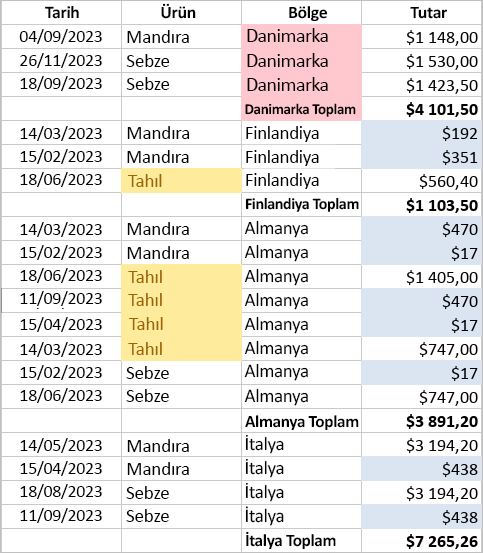 Tarih Ürün Bölge Tutar
04/09/2023 Mandıra Danimarka $1 148,00
26/11/2023 Sebze Danimarka $1 530,00
18/09/2023 Sebze Danimarka $1 423,50
Danimarka Toplam $4 101,50
14/03/2023 Mandıra Finlandiya $192
15/02/2023 Mandıra Finlandiya $351
18/06/2023 Tahıl Finlandiya $560,40
Finlandiya Toplam $1 103,50
14/03/2023 Mandıra Almanya $470
15/02/2023 Mandıra Almanya $17
18/06/2023 Tahıl Almanya $1 405,00
11/09/2023 Tahıl Almanya $470
15/04/2023 Tahıl Almanya $17
14/03/2023 Tahıl Almanya $747,00
15/02/2023 Sebze Almanya $17
18/06/2023 Sebze Almanya $747,00
Almanya Toplam $3 891,20
14/05/2023 Mandıra İtalya $3 194,20
15/04/2023 Mandıra İtalya $438
18/08/2023 Sebze İtalya $3 194,20
11/09/2023 Sebze İtalya $438
İtalya Toplam $7 265,26